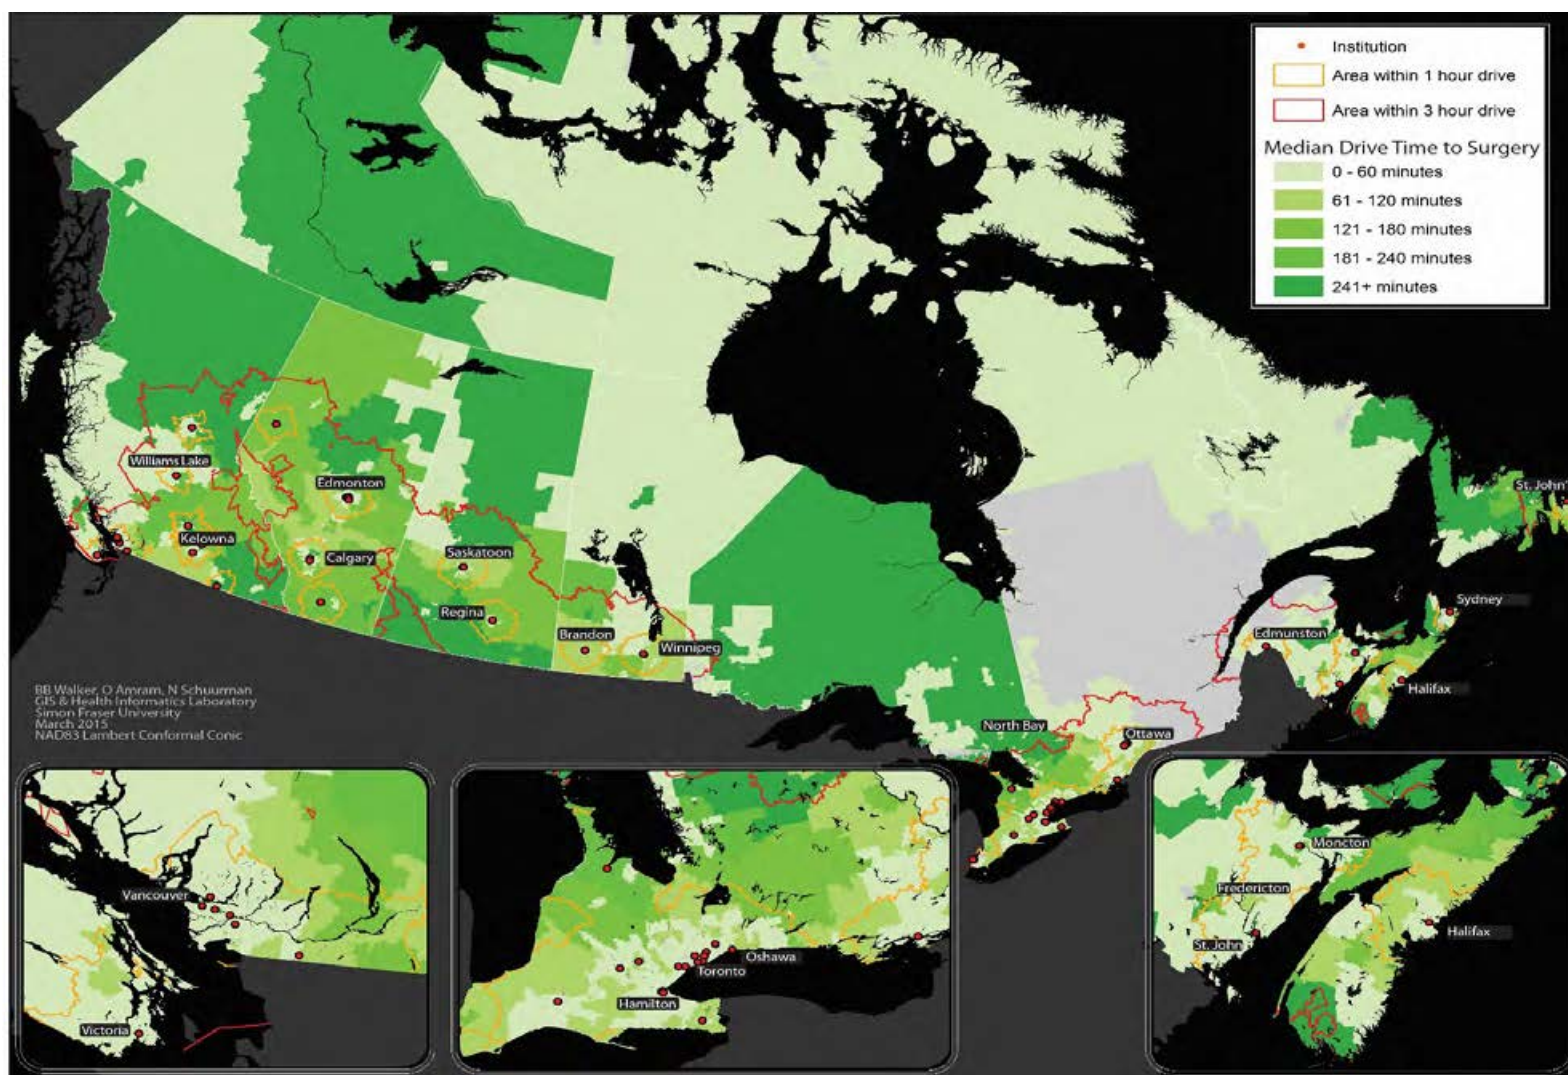 Institution
Area within 1 hour drive
Area within 3 hour drive
Median Drive Time to Surgery
0 - 60 minutes
61 - 120 minutes
121 - 180 minutes
181 - 240 minutes
241+ minutes
Williams Lake
Edmonton
St. John'
Kelowna
Calgary
Saskatoon
Regina
Brandon
Winnipeg
Sydney
Edmunston
Halifax
North Bay
Ottawa
BB Walker, O Amram, N Schuurman
GIS & Health Informatics Laboratory
Simon Fraser University
March 2015
NAD83 Lambert Conformal Conic
Vancouver
Victoria
Oshawa
Toronto
Hamilton
Moncton
Fredericton
St. John
Halifax